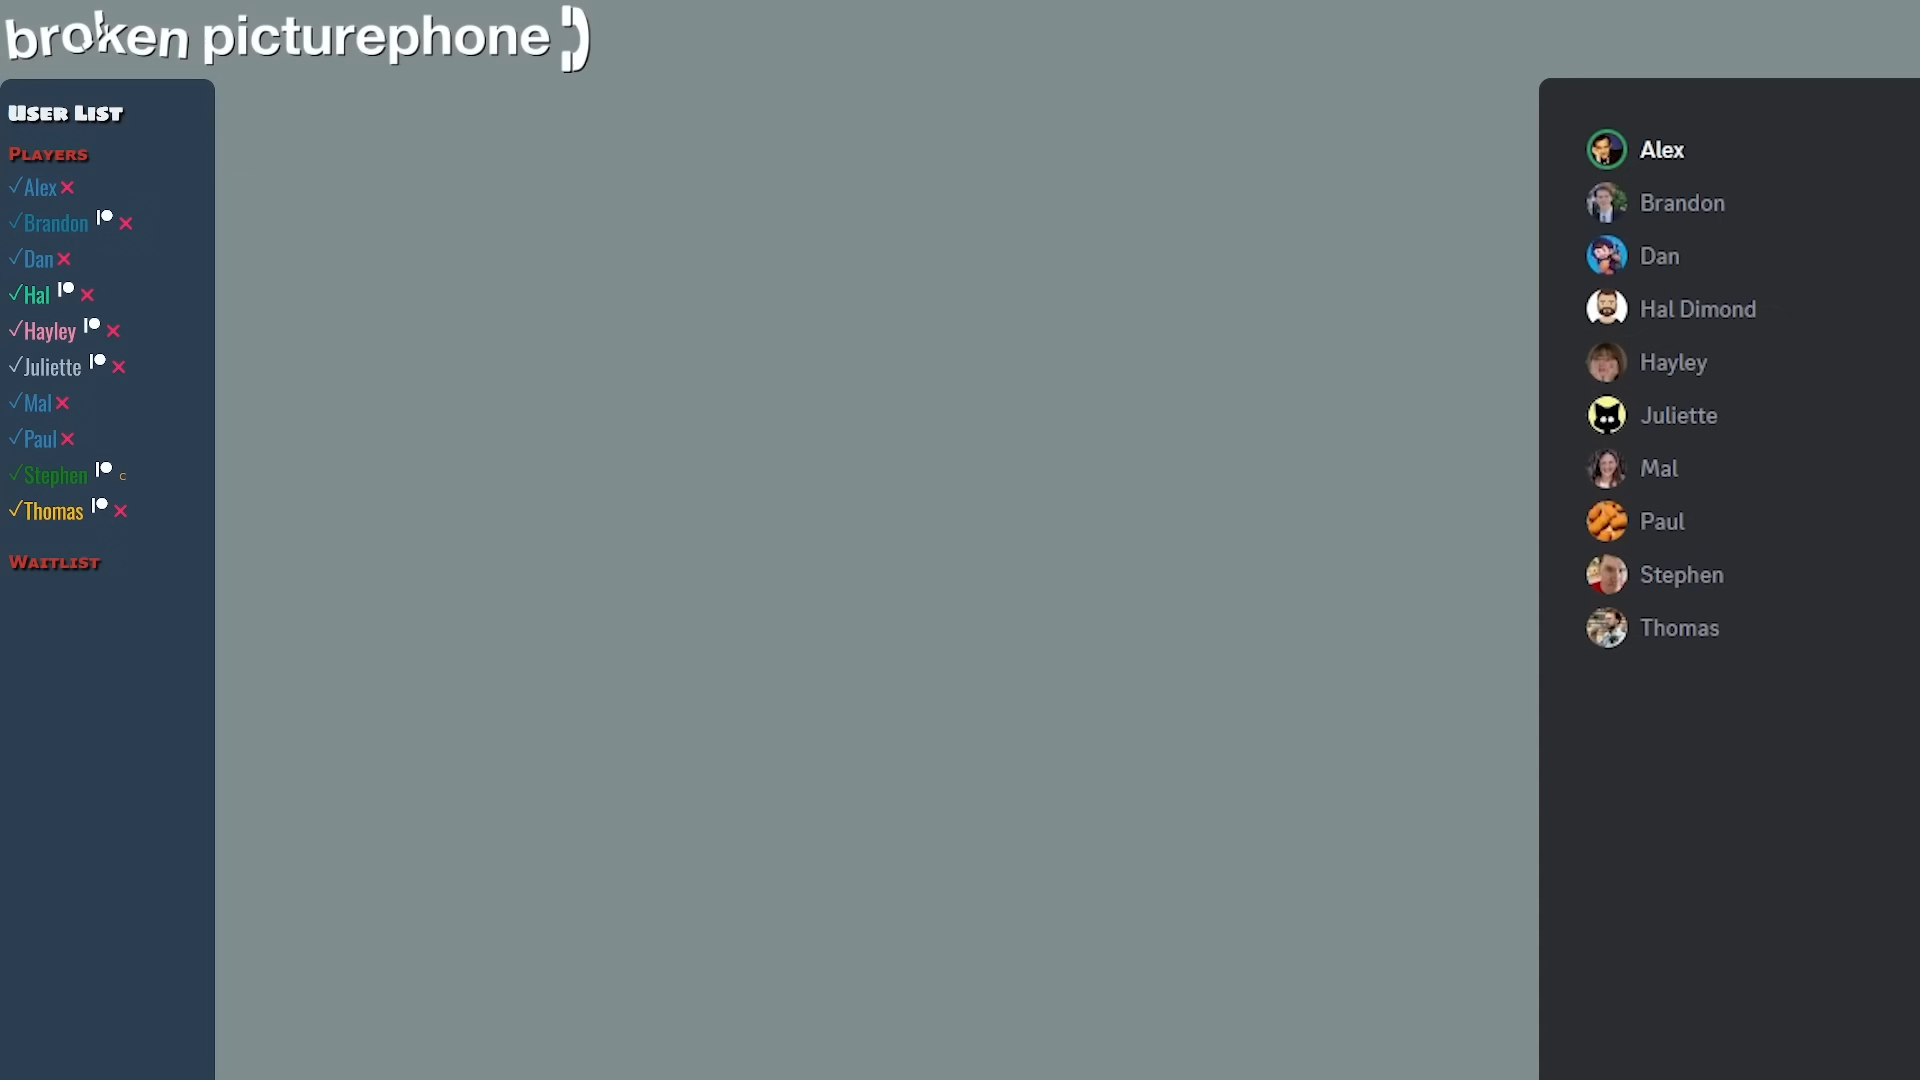 broken picturephone ;)
User List
Players
✓Alex ×
✓Brandon ×
✓Dan ×
✓Hal ×
✓Hayley ×
✓Juliette ×
✓Mal ×
✓Paul ×
✓Stephen c
✓Thomas ×
Waitlist
Alex
Brandon
Dan
Hal Dimond
Hayley
Juliette
Mal
Paul
Stephen
Thomas